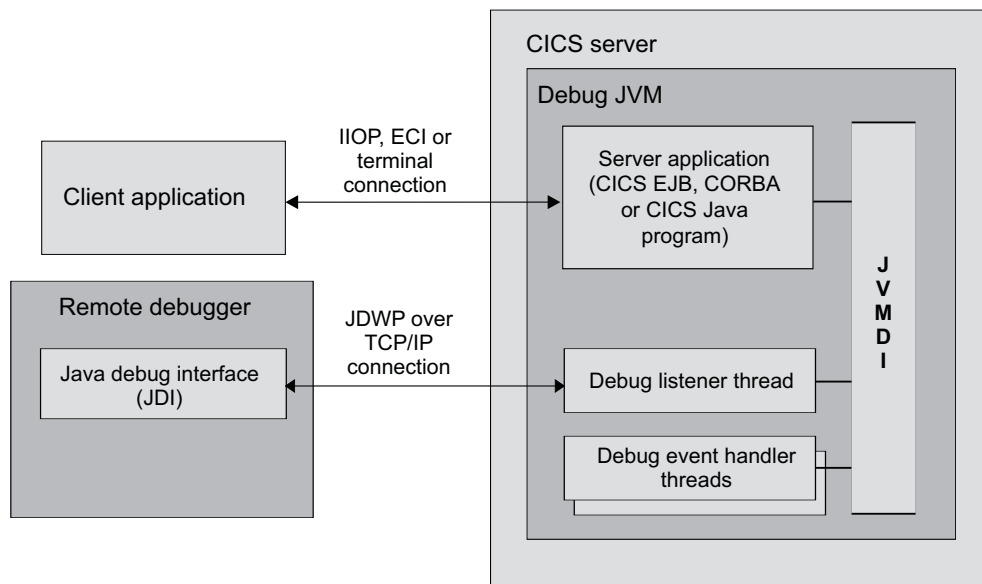 CICS server
Debug JVM
IIOP, ECI or
terminal
connection
Client application
Server application
(CICS EJB, CORBA
or CICS Java
program)
J
V
M
D
I
Remote debugger
JDWP over
TCP/IP
connection
Java debug interface
(JDI)
Debug listener thread
Debug event handler
threads